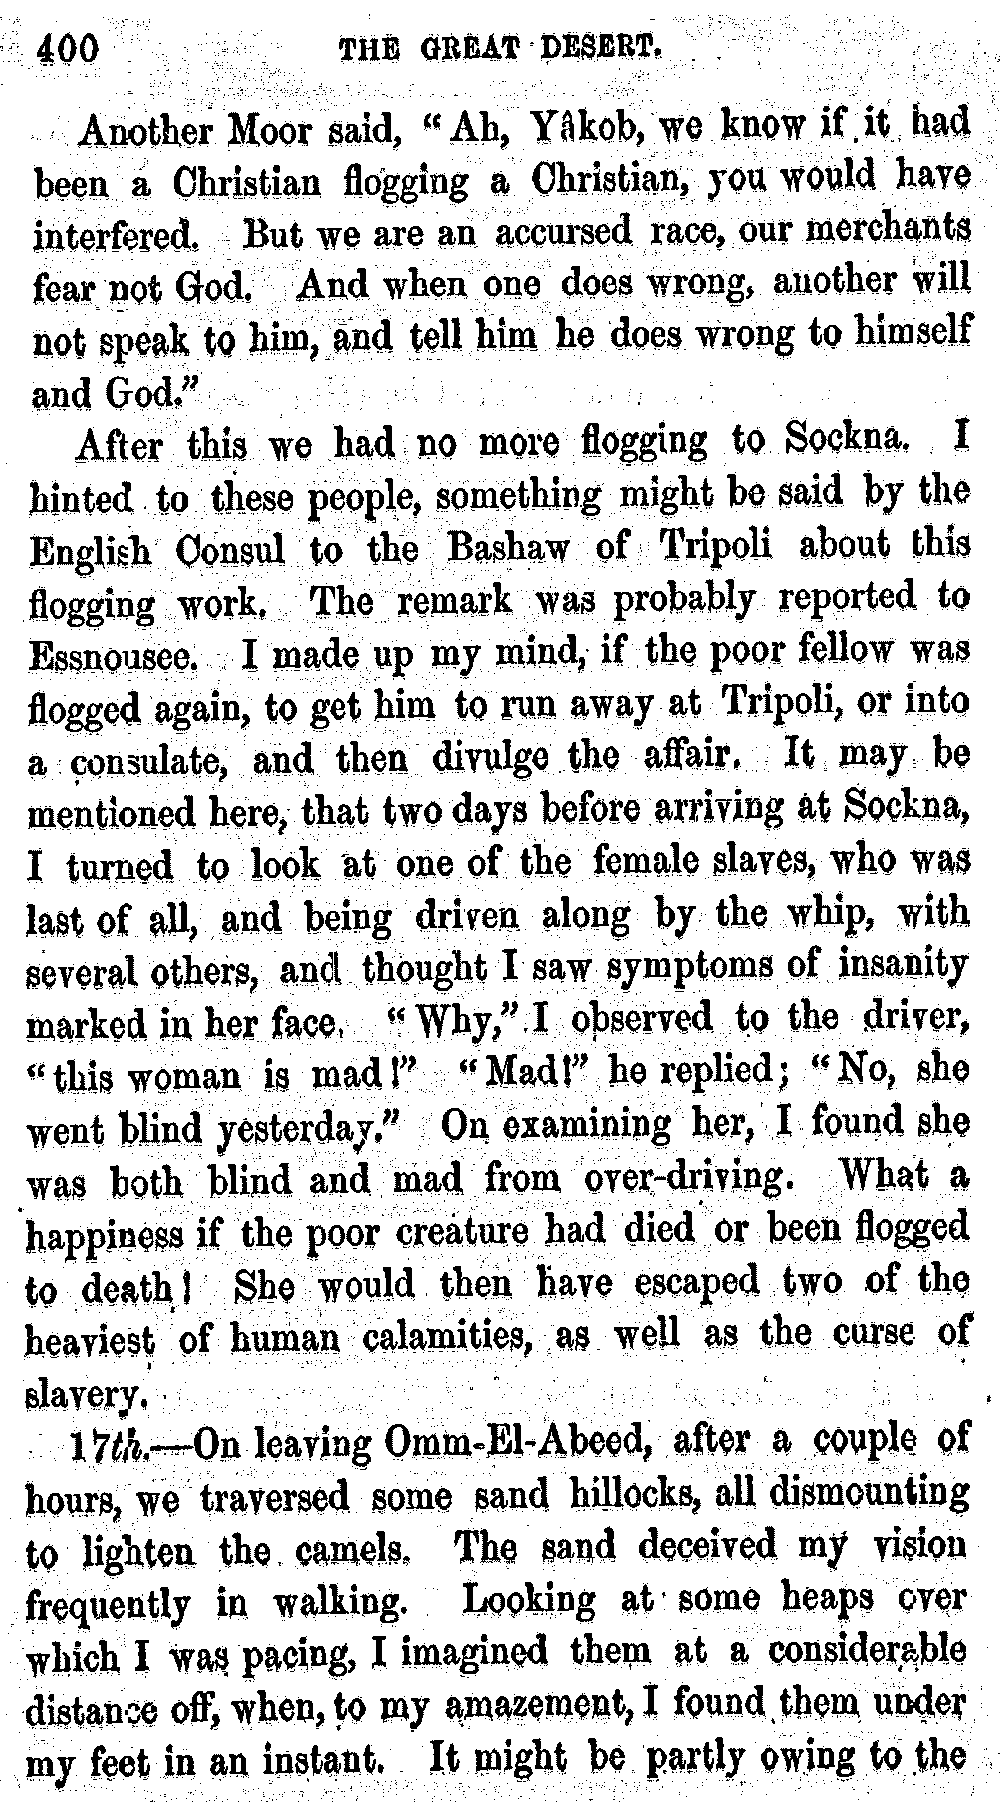 400 THE GREAT DESERT.
Another Moor said, “Ah, Yâkob, we know if it had
been a Christian flogging a Christian, you would have
interfered. But we are an accursed race, our merchants
fear not God. And when one does wrong, another will
not speak to him, and tell him he does wrong to himself
and God.”
After this we had no more flogging to Sockna. I
hinted to these people, something might be said by the
English Consul to the Bashaw of Tripoli about this
flogging work. The remark was probably reported to
Essnousee. I made up my mind, if the poor fellow was
flogged again, to get him to run away at Tripoli, or into
a consulate, and then divulge the affair. It may be
mentioned here, that two days before arriving at Sockna,
I turned to look at one of the female slaves, who was
last of all, and being driven along by the whip, with
several others, and thought I saw symptoms of insanity
marked in her face. “Why,” I observed to the driver,
“this woman is mad!” “Mad!” he replied; “No, she
went blind yesterday.” On examining her, I found she
was both blind and mad from over-driving. What a
happiness if the poor creature had died or been flogged
to death! She would then have escaped two of the
heaviest of human calamities, as well as the curse of
slavery.
17th.—On leaving Omm-El-Abeed, after a couple of
hours, we traversed some sand hillocks, all dismounting
to lighten the camels. The sand deceived my vision
frequently in walking. Looking at some heaps over
which I was pacing, I imagined them at a considerable
distance off, when, to my amazement, I found them under
my feet in an instant. It might be partly owing to the